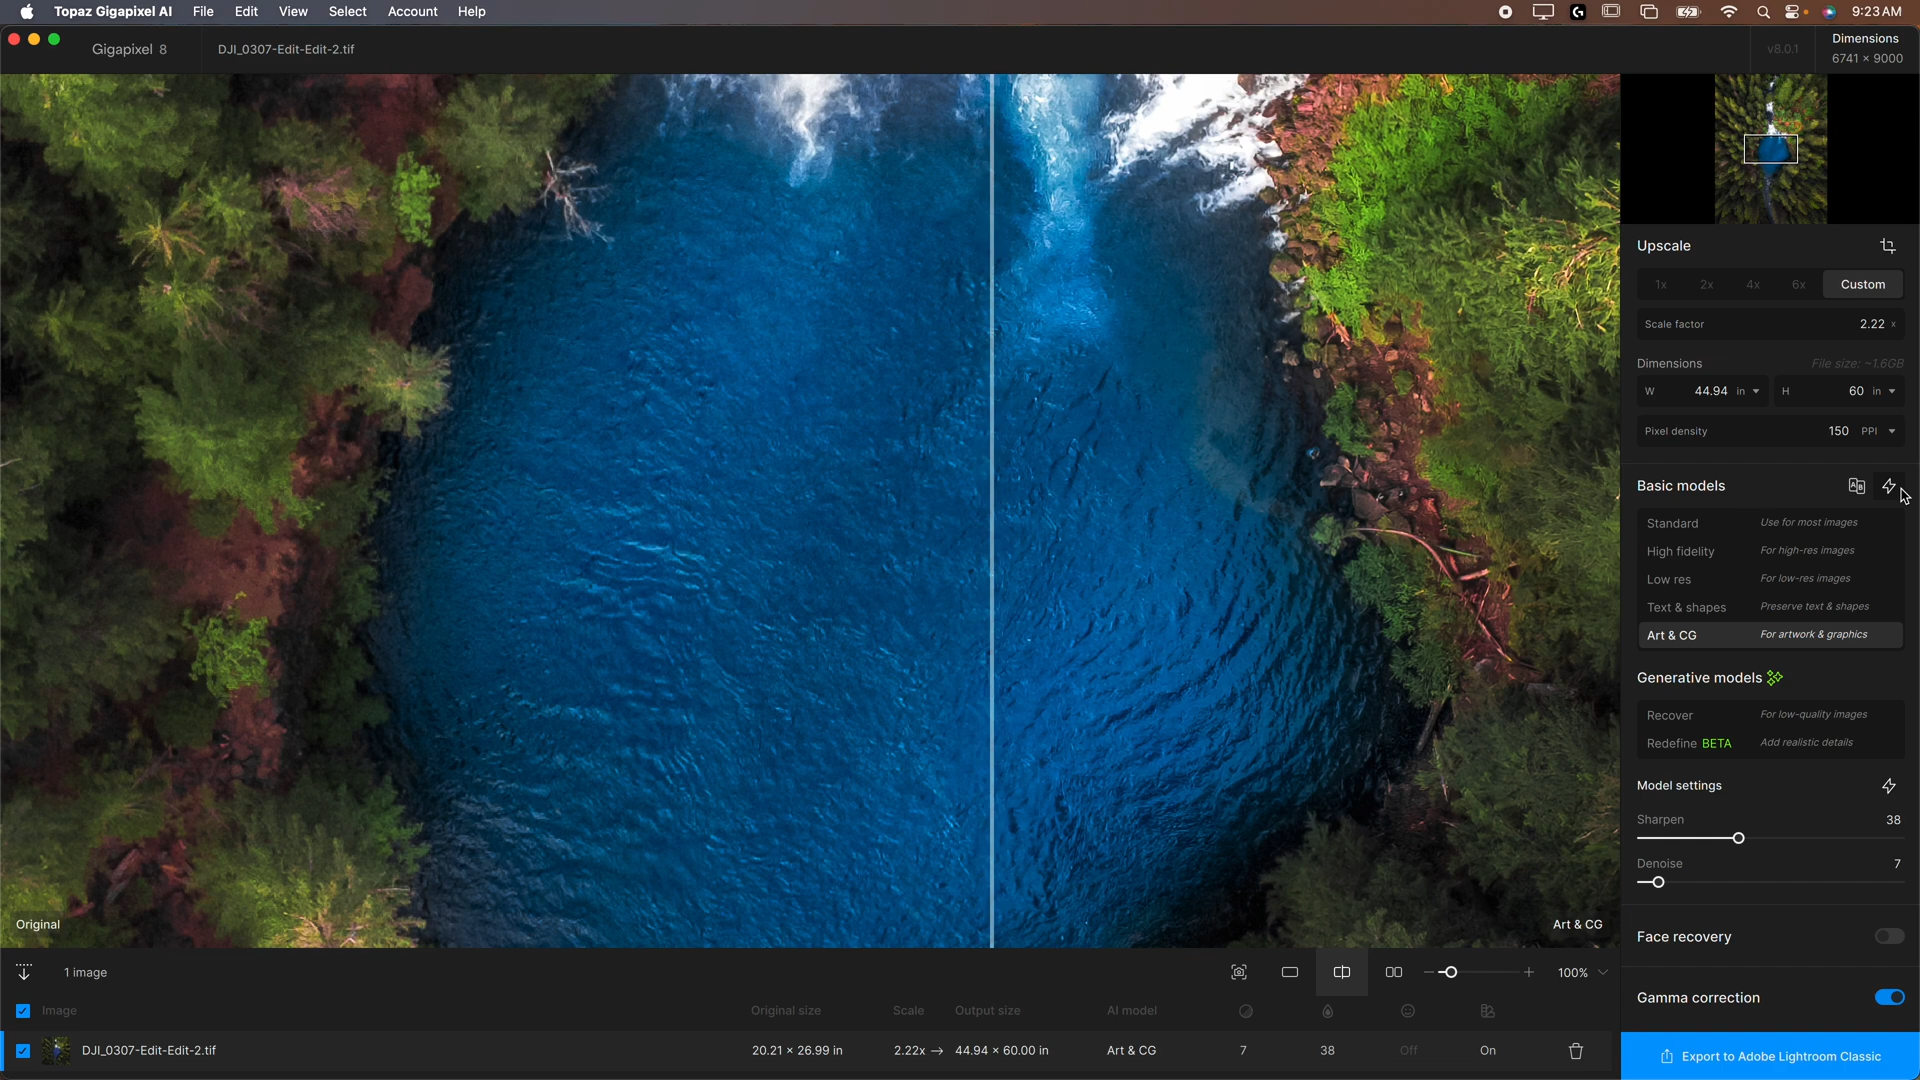 Topaz Gigapixel AI File Edit View Select Account Help 9:23 AM
Gigapixel 8 DJI_0307-Edit-Edit-2.tif v8.0.1 Dimensions
6741 × 9000
Upscale
1x 2x 4x 6x Custom
Scale factor 2.22 x
Dimensions File size: ~1.6GB
W 44.94 in H 60 in
Pixel density 150 PPI
Basic models
Standard Use for most images
High fidelity For high-res images
Low res For low-res images
Text & shapes Preserve text & shapes
Art & CG For artwork & graphics
Generative models
Recover For low-quality images
Redefine BETA Add realistic details
Model settings
Sharpen 38
Denoise 7
Face recovery
Gamma correction
Export to Adobe Lightroom Classic
Original Art & CG
1 image 100%
Image Original size Scale Output size AI model
DJI_0307-Edit-Edit-2.tif 20.21 × 26.99 in 2.22x → 44.94 × 60.00 in Art & CG 7 38 Off On